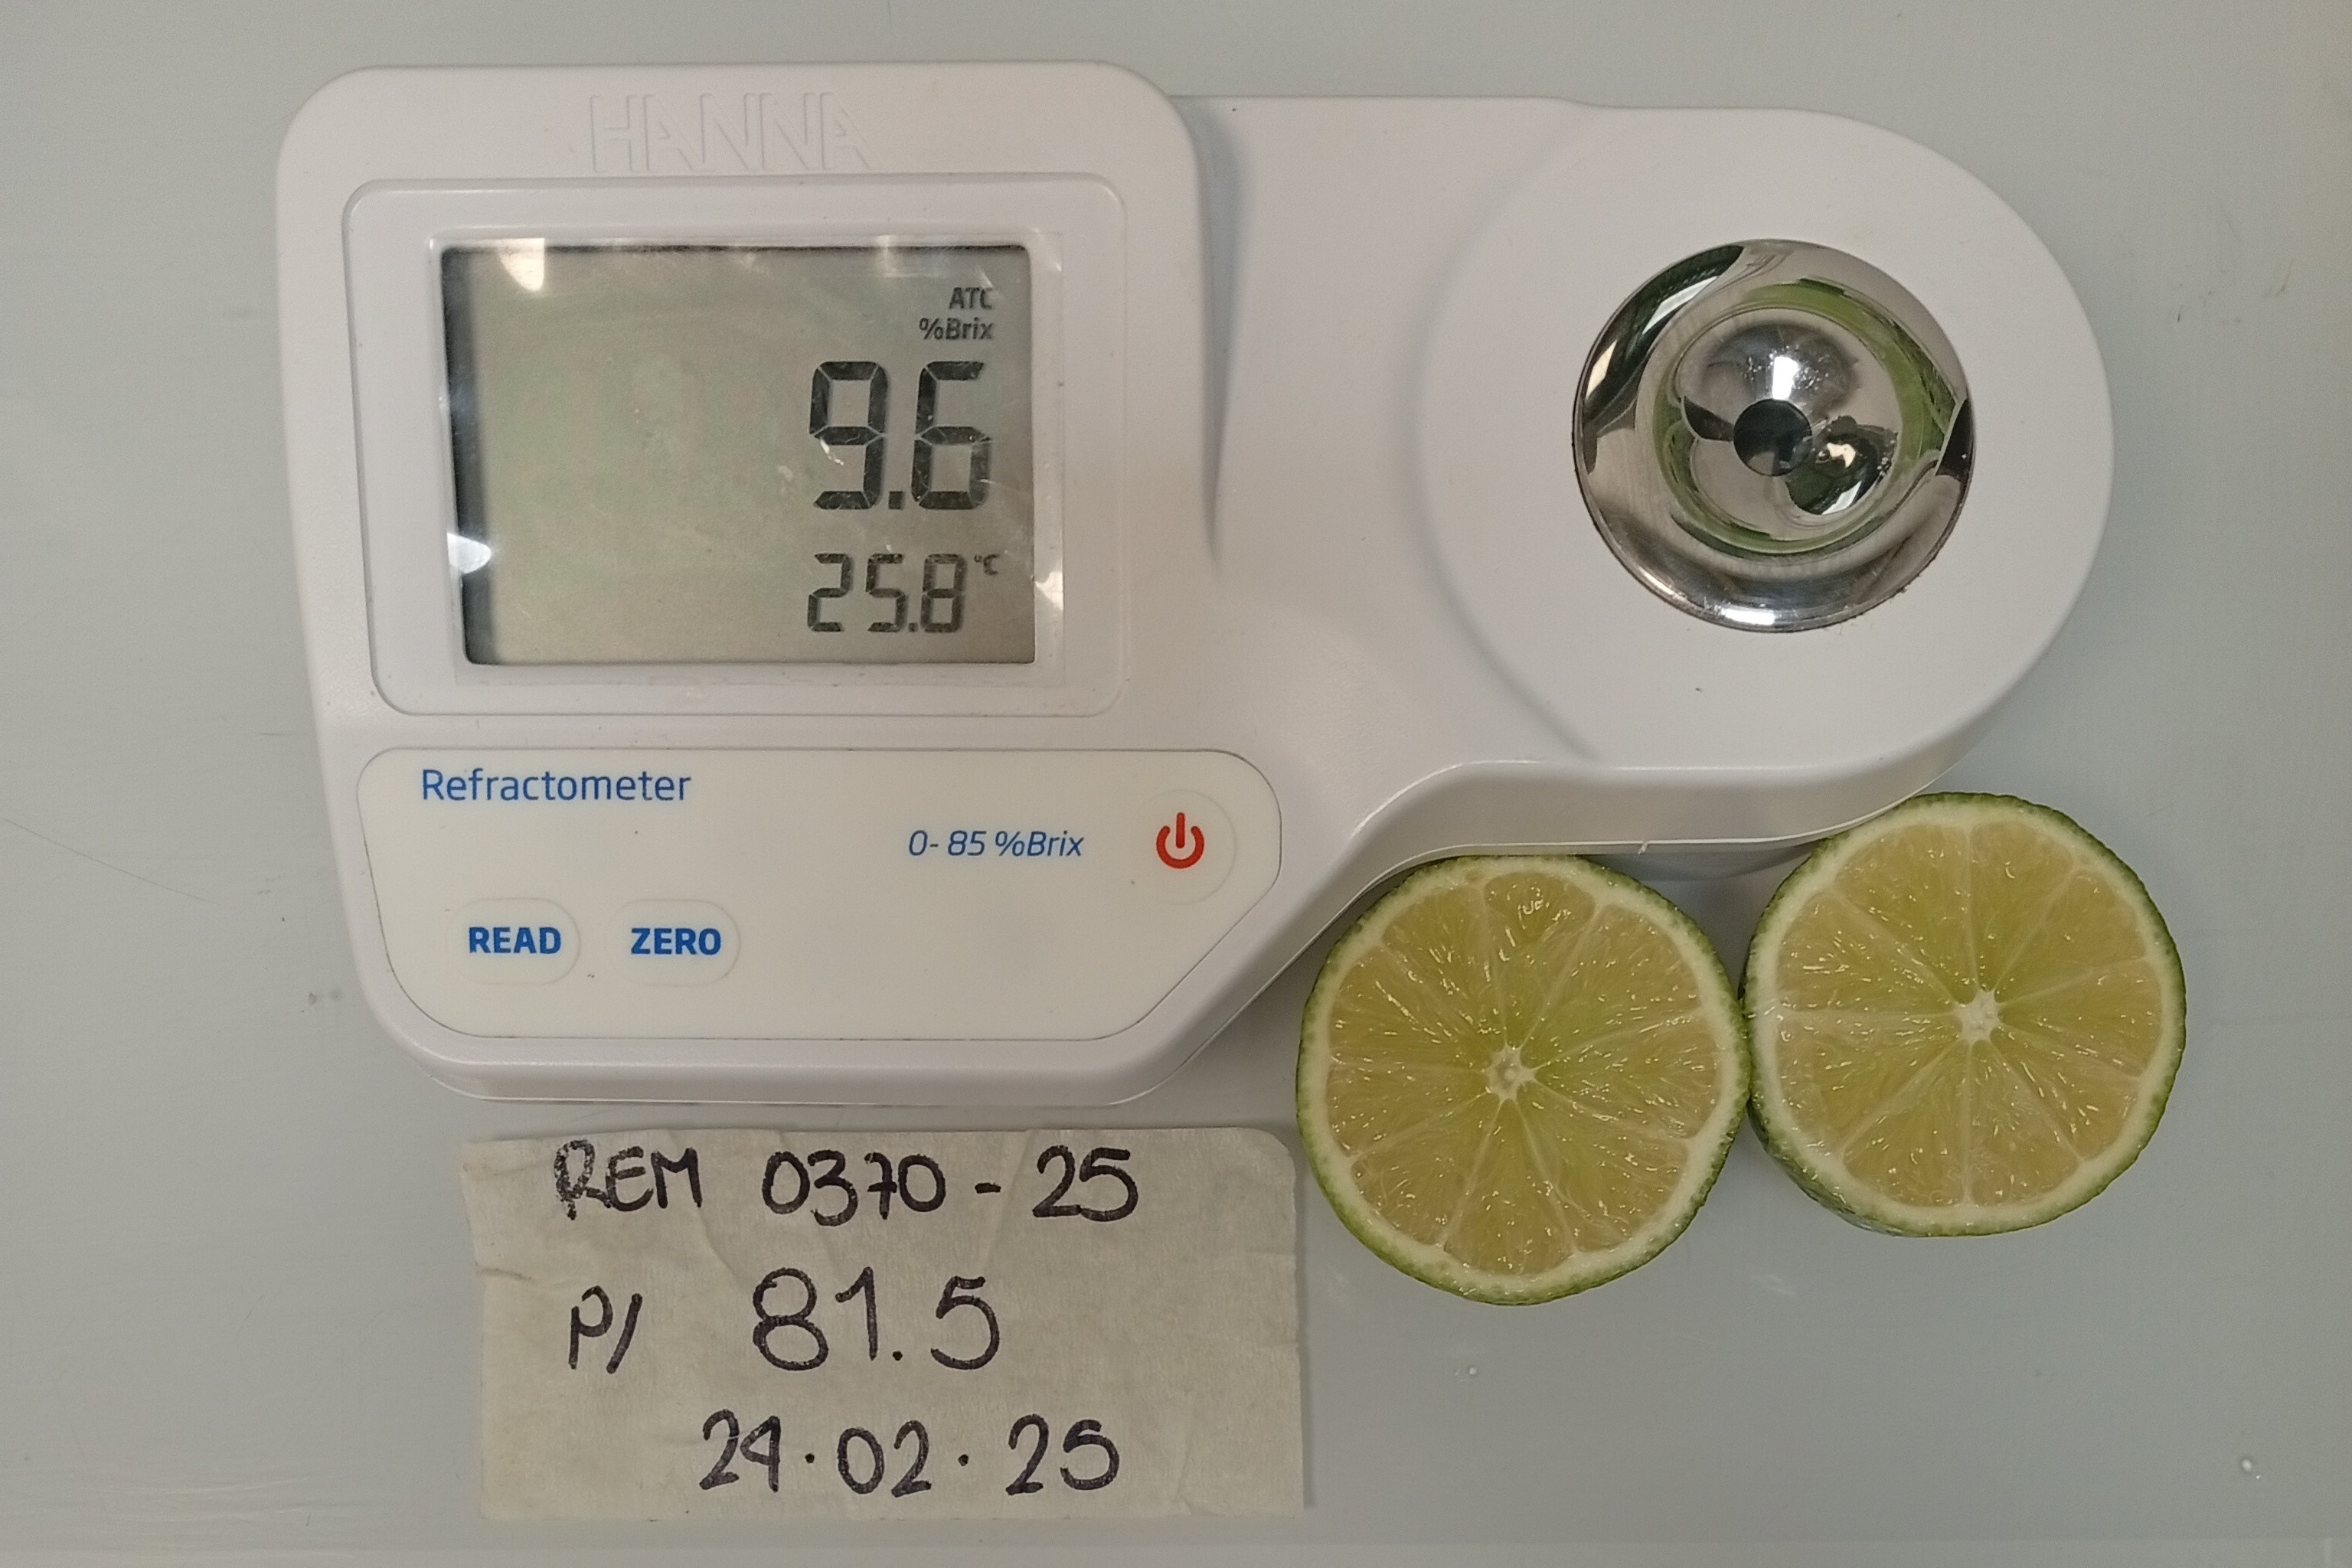 HANNA
ATC
%Brix
9.6
25.8 °C
Refractometer
0- 85 %Brix
READ ZERO
REM 0370 - 25
P/ 81.5
24.02.25